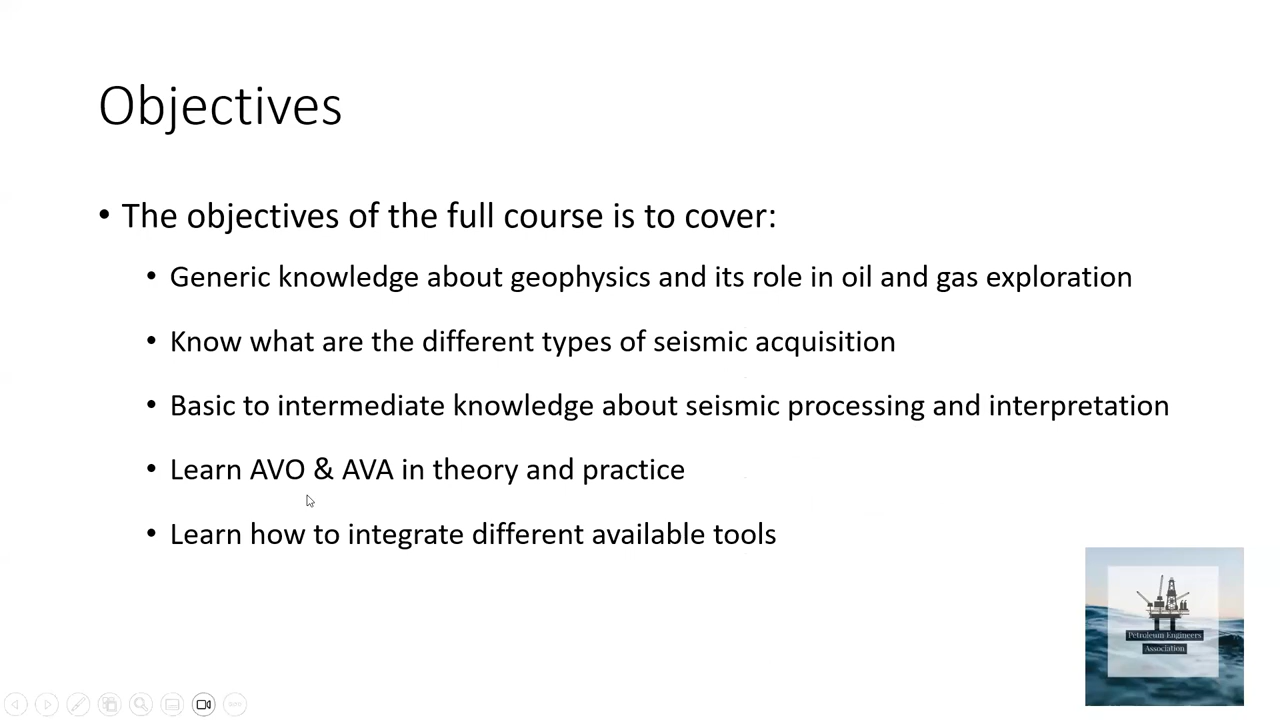 Objectives
• The objectives of the full course is to cover:
• Generic knowledge about geophysics and its role in oil and gas exploration
• Know what are the different types of seismic acquisition
• Basic to intermediate knowledge about seismic processing and interpretation
• Learn AVO & AVA in theory and practice
• Learn how to integrate different available tools
Petroleum Engineers
Association